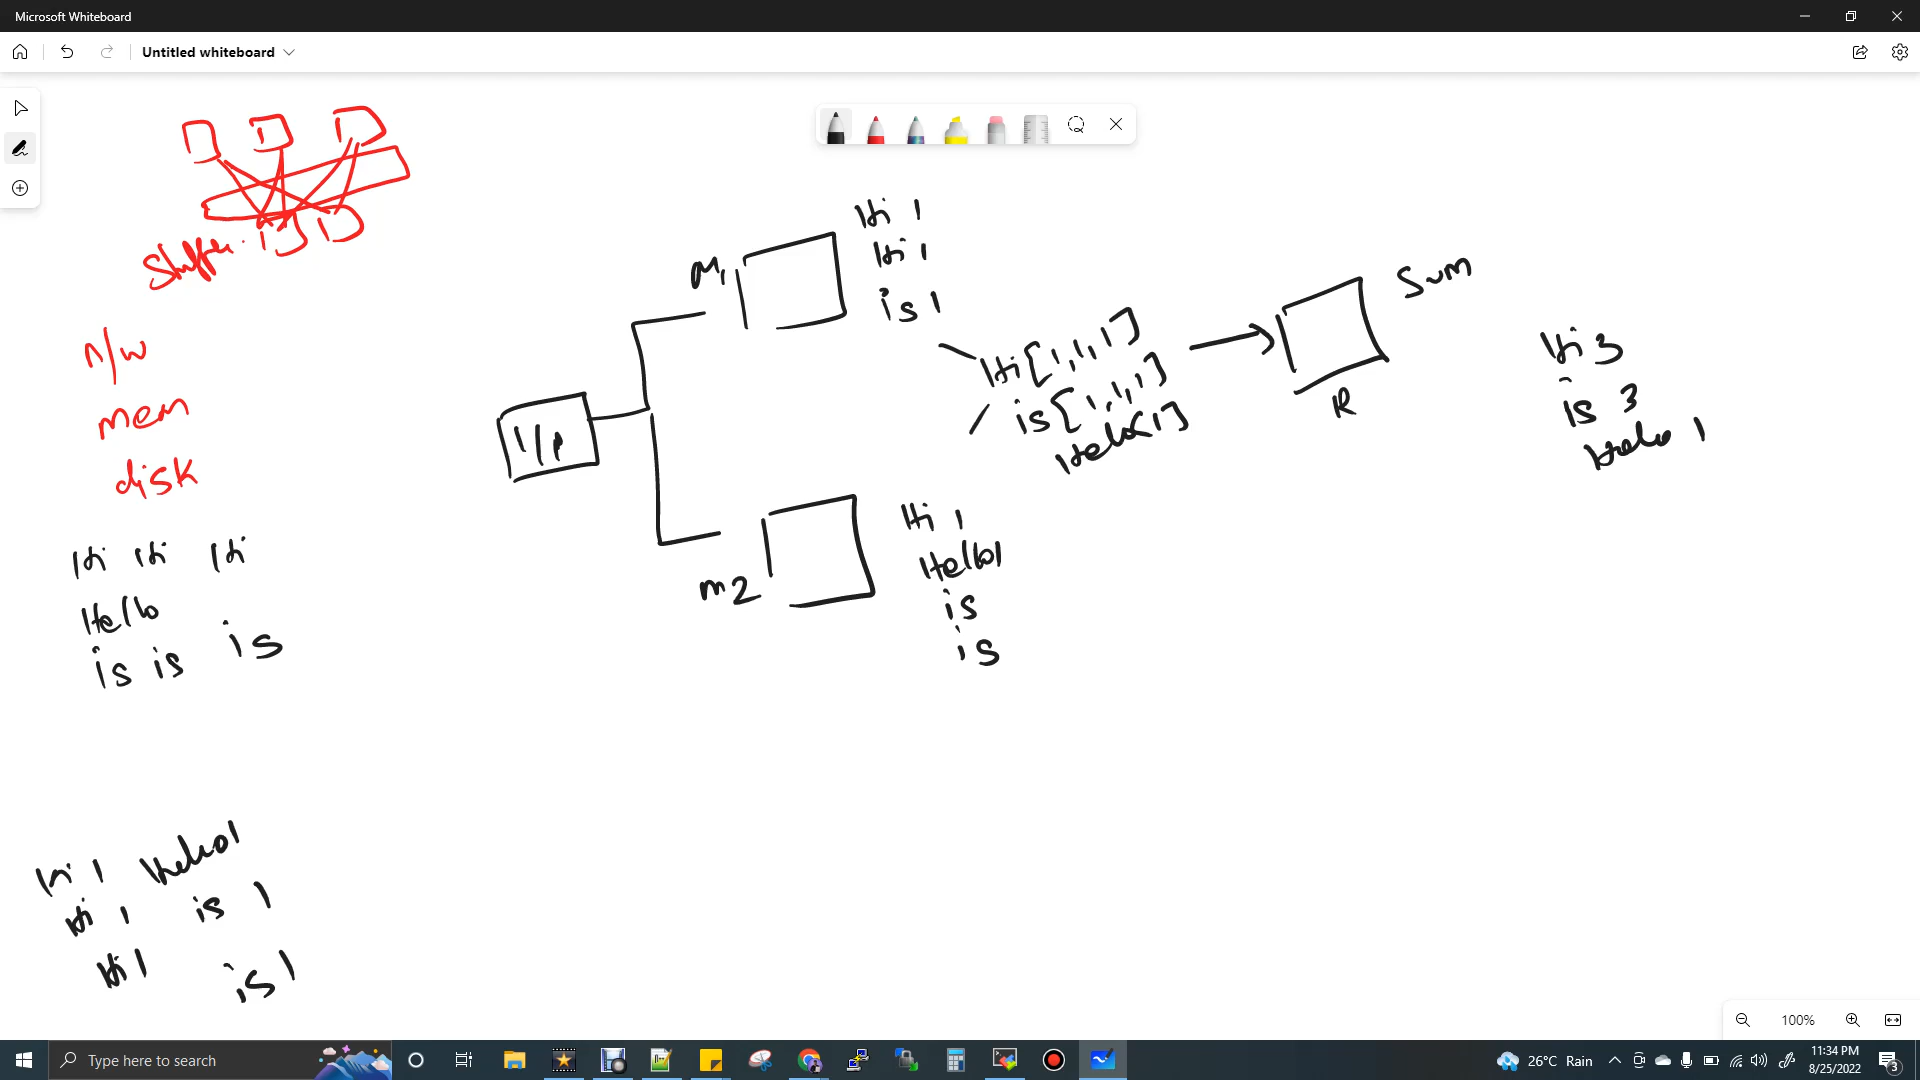 Microsoft Whiteboard
Untitled whiteboard
n/w
mem
disk
Hi Hi Hi
Hello
is is is
Hi 1 Hello 1
Hi 1 is 1
Hi 1 is 1
I/P
M1
Hi 1
Hi 1
is 1
m2
Hi 1
Hello 1
is
is
Hi [1, 1, 1]
is [1, 1, 1]
Hello [1]
R
Sum
Hi 3
is 3
Hello 1
100%
Type here to search
26°C Rain
11:34 PM
8/25/2022
3